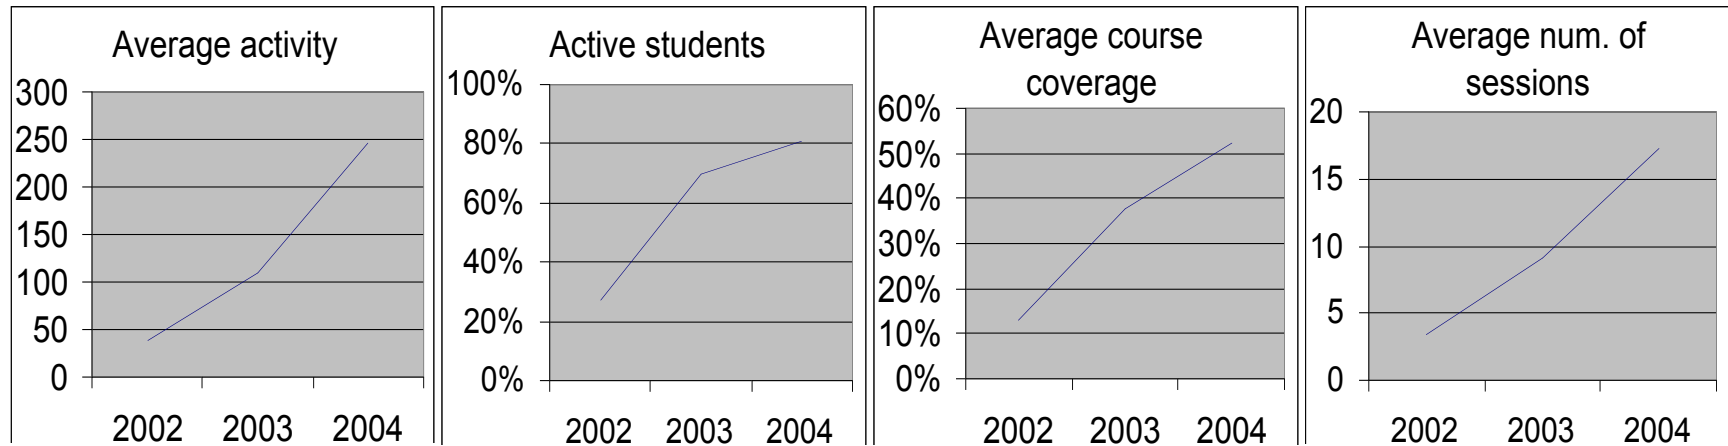 Average activity
300
250
200
150
100
50
0
2002 2003 2004
Active students
100%
80%
60%
40%
20%
0%
2002 2003 2004
Average course
coverage
60%
50%
40%
30%
20%
10%
0%
2002 2003 2004
Average num. of
sessions
20
15
10
5
0
2002 2003 2004